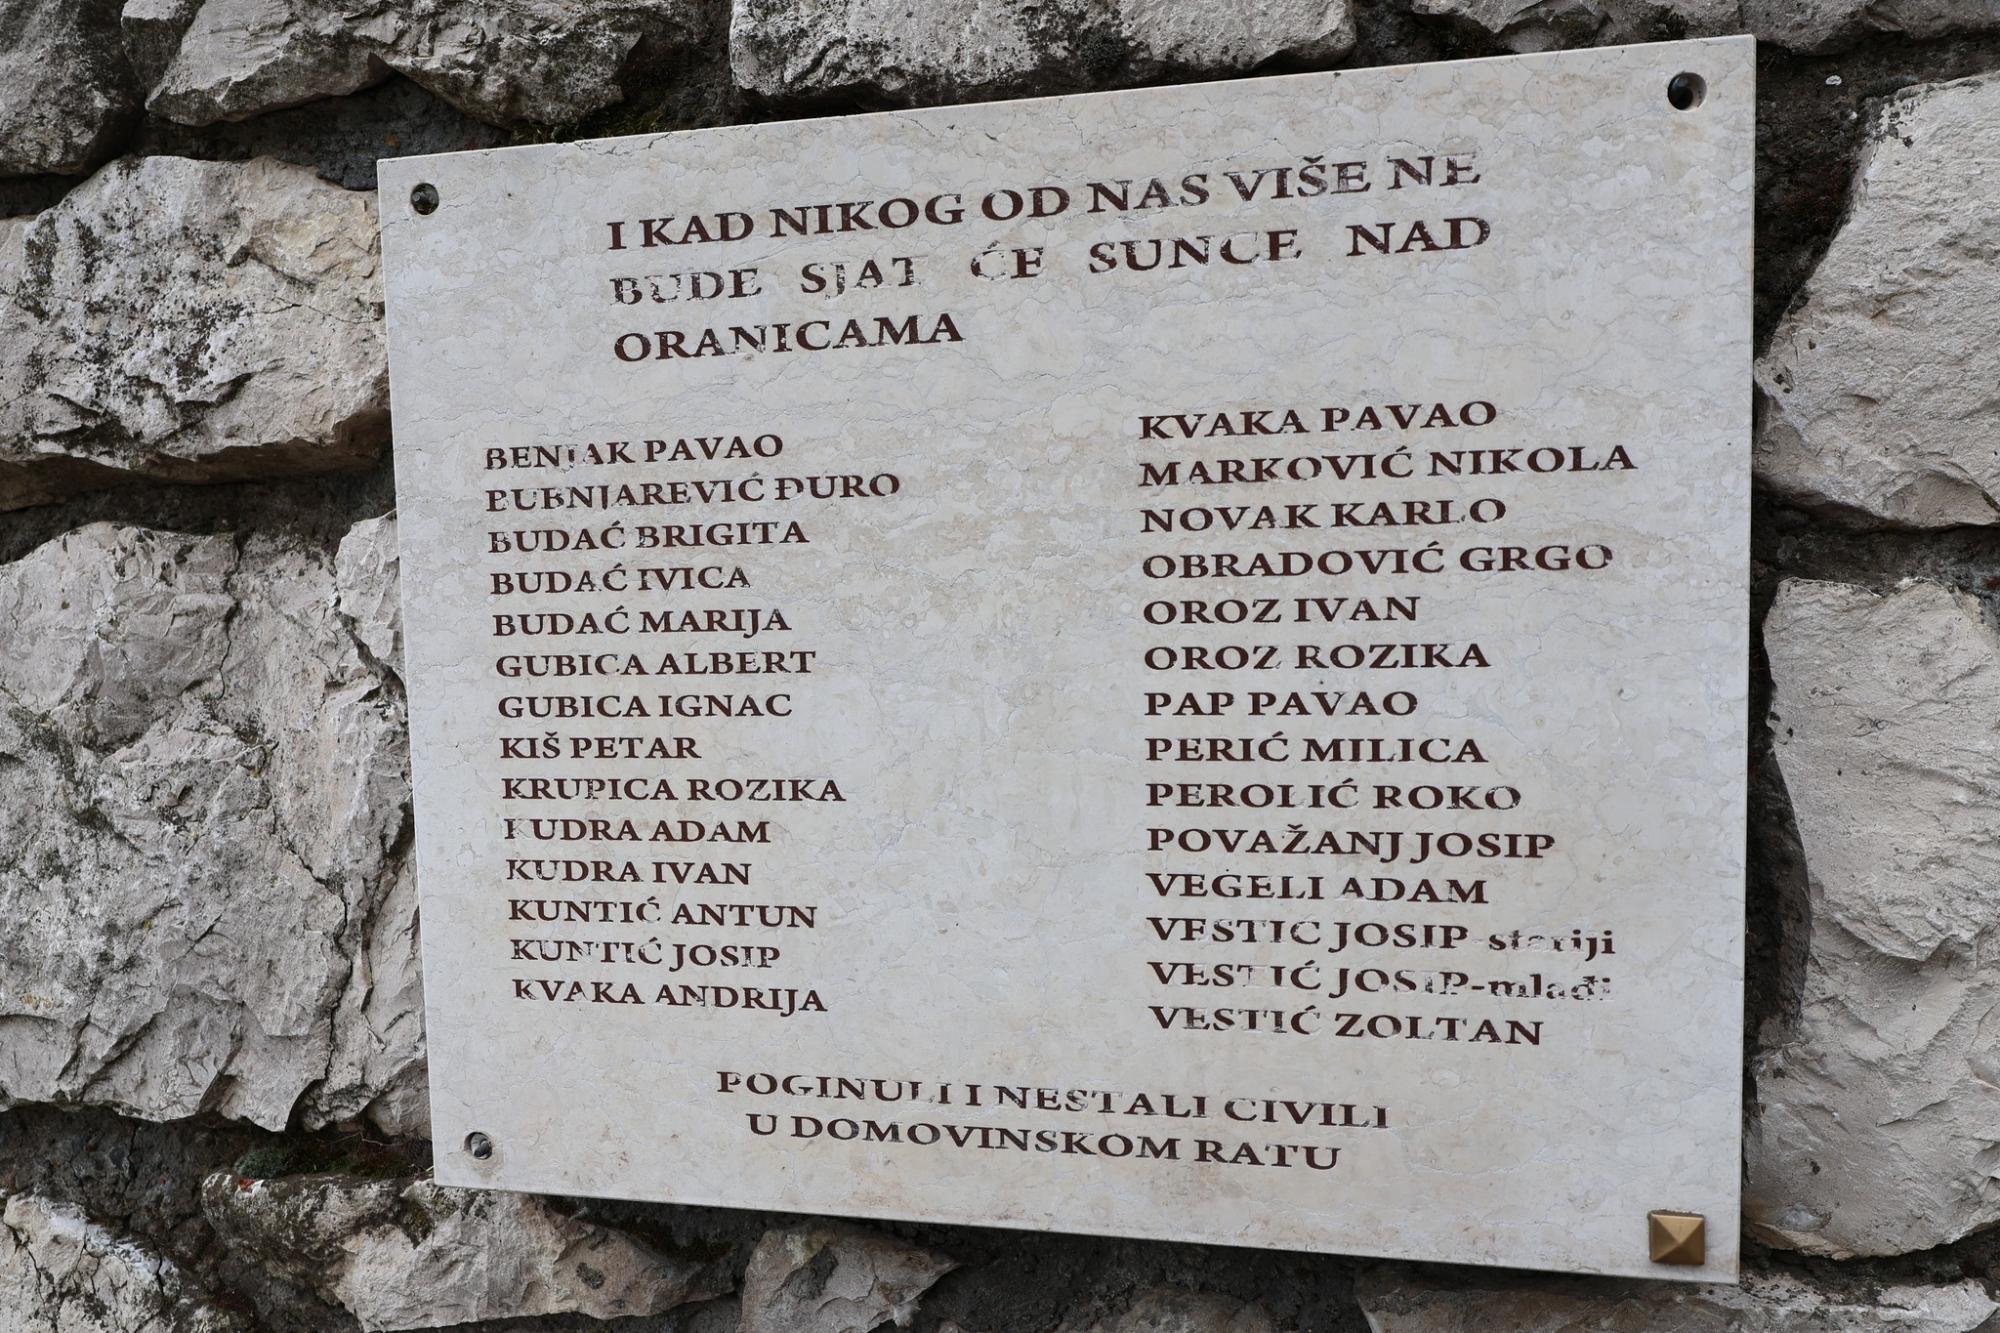 I KAD NIKOG OD NAS VIŠE NE
BUDE SJAT ĆE SUNCE NAD
ORANICAMA
BENJAK PAVAO
BUBNJAREVIĆ ĐURO
BUDAĆ BRIGITA
BUDAĆ IVICA
BUDAĆ MARIJA
GUBICA ALBERT
GUBICA IGNAC
KIŠ PETAR
KRUPICA ROZIKA
KUDRA ADAM
KUDRA IVAN
KUNTIĆ ANTUN
KUNTIĆ JOSIP
KVAKA ANDRIJA
KVAKA PAVAO
MARKOVIĆ NIKOLA
NOVAK KARLO
OBRADOVIĆ GRGO
OROZ IVAN
OROZ ROZIKA
PAP PAVAO
PERIĆ MILICA
PEROLIĆ ROKO
POVAŽANJ JOSIP
VEGELI ADAM
VESTIĆ JOSIP-stariji
VESTIĆ JOSIP-mlađi
VESTIĆ ZOLTAN
POGINULI I NESTALI CIVILI
U DOMOVINSKOM RATU